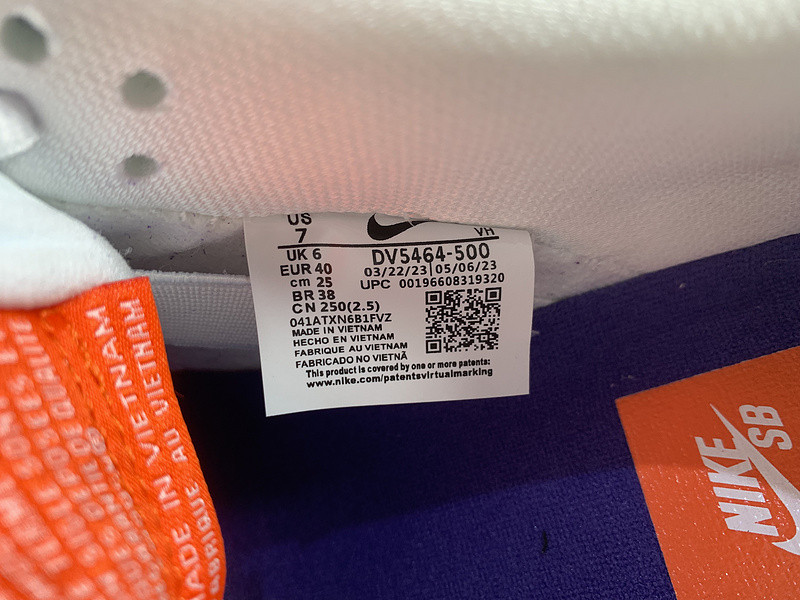 US
7
VH
UK 6
DV5464-500
EUR 40
03/22/23|05/06/23
cm 25
UPC 00196608319320
BR 38
CN 250(2.5)
041ATXN6B1FVZ
MADE IN VIETNAM
HECHO EN VIETNAM
FABRIQUE AU VIETNAM
FABRICADO NO VIETNÃ
This product is covered by one or more patents:
www.nike.com/patentsvirtualmarking
MADE IN VIETNAM
FABRIQUE AU VIETNAM
NIKE SB